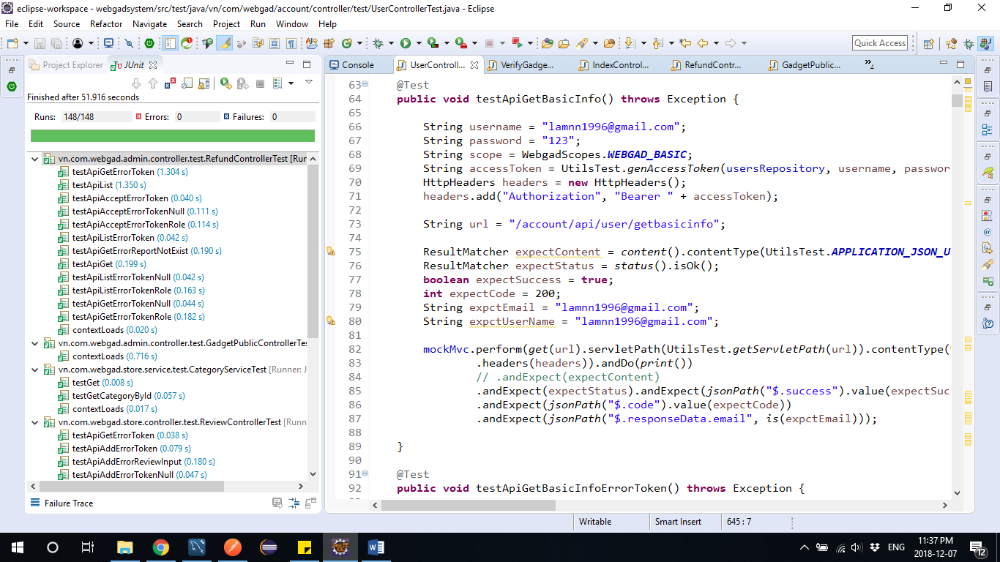 eclipse-workspace - webgadsystem/src/test/java/vn/com/webgad/account/controller/test/UserControllerTest.java - Eclipse
File Edit Source Refactor Navigate Search Project Run Window Help
Quick Access
Project Explorer JUnit
Finished after 51.916 seconds
Runs: 148/148 Errors: 0 Failures: 0
vn.com.webgad.admin.controller.test.RefundControllerTest [Run
testApiGetErrorToken (1.304 s)
testApiList (1.350 s)
testApiAcceptErrorToken (0.040 s)
testApiAcceptErrorTokenNull (0.111 s)
testApiAcceptErrorTokenRole (0.114 s)
testApiListErrorToken (0.042 s)
testApiGetErrorReportNotExist (0.190 s)
testApiGet (0.199 s)
testApiListErrorTokenNull (0.042 s)
testApiListErrorTokenRole (0.163 s)
testApiGetErrorTokenNull (0.044 s)
testApiGetErrorTokenRole (0.182 s)
contextLoads (0.020 s)
vn.com.webgad.admin.controller.test.GadgetPublicControllerTes
contextLoads (0.716 s)
vn.com.webgad.store.service.test.CategoryServiceTest [Runner: J
testGet (0.008 s)
testGetCategoryById (0.057 s)
contextLoads (0.017 s)
vn.com.webgad.store.controller.test.ReviewControllerTest [Runn
testApiGetErrorToken (0.038 s)
testApiAddErrorToken (0.079 s)
testApiAddErrorReviewInput (0.180 s)
testApiAddErrorTokenNull (0.047 s)
Failure Trace
Console UserControll... VerifyGadge... IndexControl... RefundContr... GadgetPublic... 4
63 @Test
64 public void testApiGetBasicInfo() throws Exception {
65
66 String username = "lamnn1996@gmail.com";
67 String password = "123";
68 String scope = WebgadScopes.WEBGAD_BASIC;
69 String accessToken = UtilsTest.genAccessToken(usersRepository, username, passwor
70 HttpHeaders headers = new HttpHeaders();
71 headers.add("Authorization", "Bearer " + accessToken);
72
73 String url = "/account/api/user/getbasicinfo";
74
75 ResultMatcher expectContent = content().contentType(UtilsTest.APPLICATION_JSON_U
76 ResultMatcher expectStatus = status().isOk();
77 boolean expectSuccess = true;
78 int expectCode = 200;
79 String expctEmail = "lamnn1996@gmail.com";
80 String expctUserName = "lamnn1996@gmail.com";
81
82 mockMvc.perform(get(url).servletPath(UtilsTest.getServLetPath(url)).contentType(
83 .headers(headers)).andDo(print())
84 // .andExpect(expectContent)
85 .andExpect(expectStatus).andExpect(jsonPath("$.success").value(expectSuc
86 .andExpect(jsonPath("$.code").value(expectCode))
87 .andExpect(jsonPath("$.responseData.email", is(expctEmail)));
88
89 }
90
91 @Test
92 public void testApiGetBasicInfoErrorToken() throws Exception {
Writable Smart Insert 645 : 7
ENG
11:37 PM
2018-12-07
12